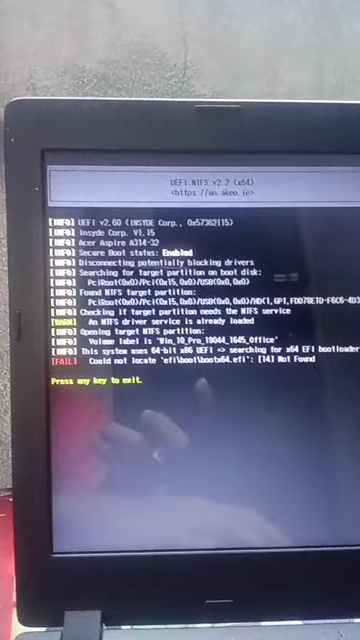 UEFI:NTFS v2.2 (x64)
<https://un.akeo.ie>
[INFO] UEFI v2.60 (INSYDE Corp., 0x57362115)
[INFO] Insyde Corp. V1.15
[INFO] Acer Aspire A314-32
[INFO] Secure Boot status: Enabled
[INFO] Disconnecting potentially blocking drivers
[INFO] Searching for target partition on boot disk:
[INFO] PciRoot(0x0)/Pci(0x15,0x0)/USB(0x0,0x0)
[INFO] Found NTFS target partition:
[INFO] PciRoot(0x0)/Pci(0x15,0x0)/USB(0x0,0x0)/HD(1,GPT,
[INFO] Checking if target partition needs the NTFS service
[WARN] An NTFS driver service is already loaded
[INFO] Opening target NTFS partition:
[INFO] Volume label is 'Win_10_Pro_19044_1645_Office'
[INFO] This system uses 64-bit x86 UEFI => searching for x64 EFI bootloader
[FAIL] Could not locate 'efi\boot\bootx64.efi': [14] Not Found
Press any key to exit.